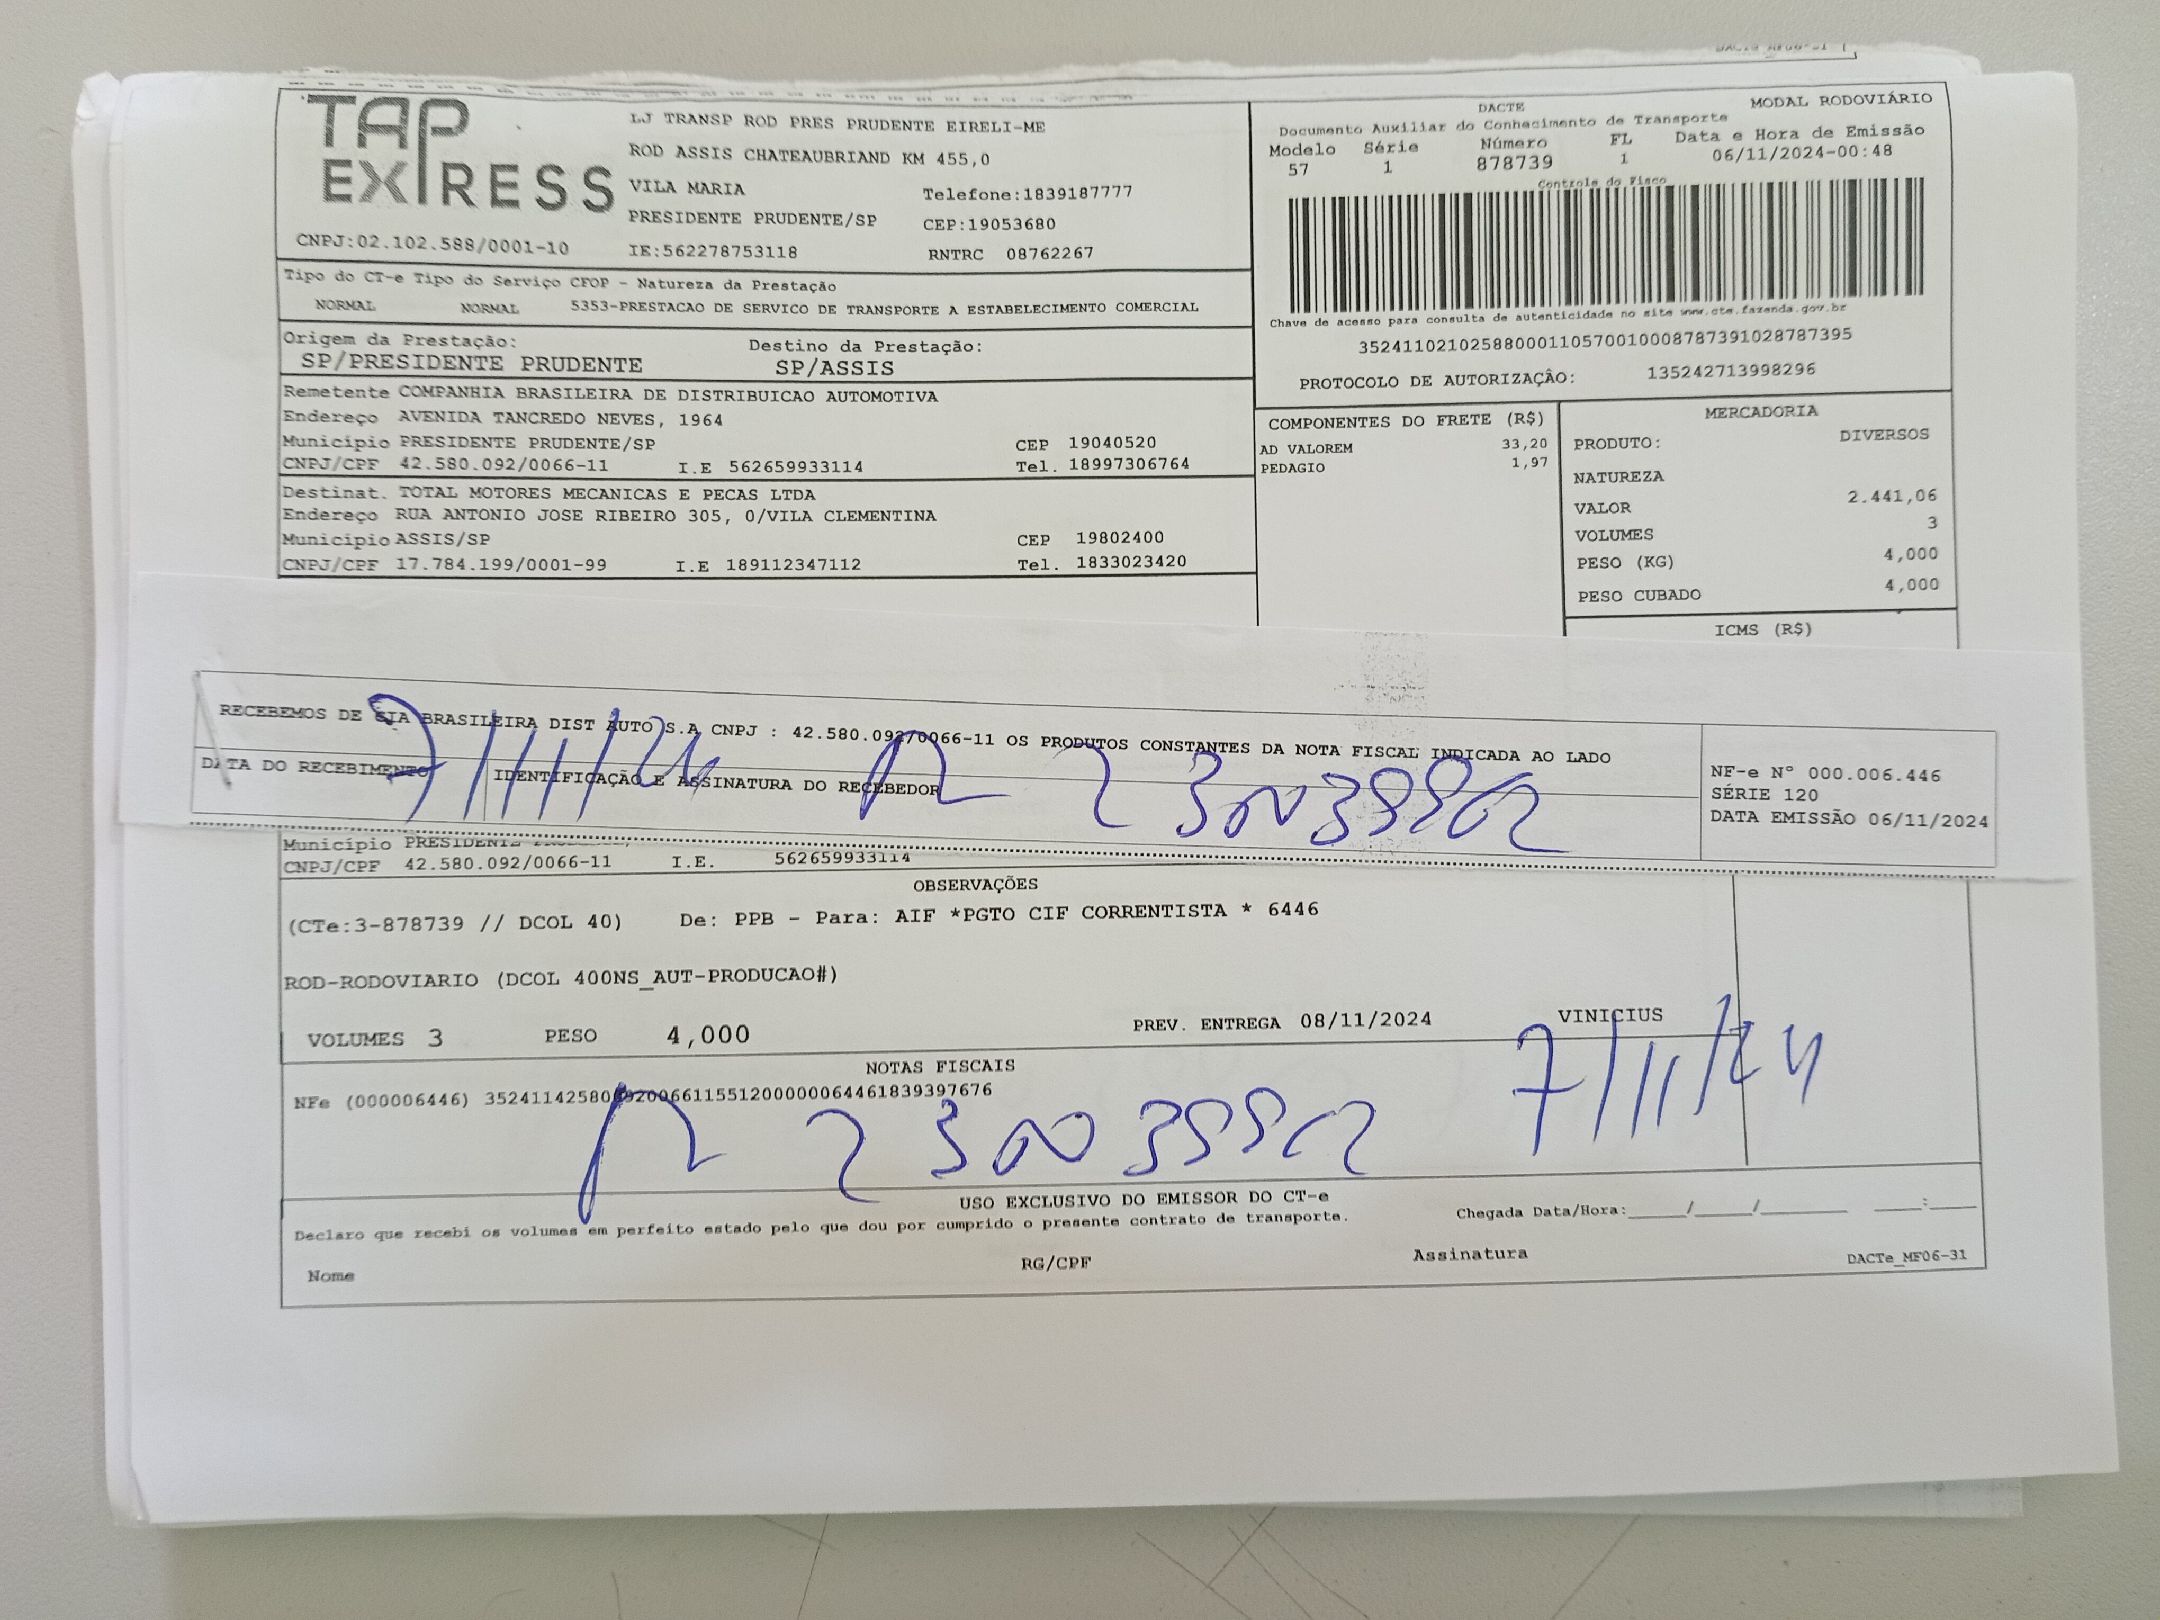 DACTe_MF06-31
TAP
EXPRESS
LJ TRANSP ROD PRES PRUDENTE EIRELI-ME
ROD ASSIS CHATEAUBRIAND KM 455,0
VILA MARIA Telefone:1839187777
PRESIDENTE PRUDENTE/SP CEP:19053680
CNPJ:02.102.588/0001-10 IE:562278753118 RNTRC 08762267
DACTE MODAL RODOVIÁRIO
Documento Auxiliar do Conhecimento de Transporte
Modelo Série Número FL Data e Hora de Emissão
57 1 878739 1 06/11/2024-00:48
Controle do Fisco
Chave de acesso para consulta de autenticidade no site www.cte.fazenda.gov.br
35241102102588000110570010008787391028787395
PROTOCOLO DE AUTORIZAÇÃO: 135242713998296
Tipo do CT-e Tipo do Serviço CFOP - Natureza da Prestação
NORMAL NORMAL 5353-PRESTACAO DE SERVICO DE TRANSPORTE A ESTABELECIMENTO COMERCIAL
Origem da Prestação: Destino da Prestação:
SP/PRESIDENTE PRUDENTE SP/ASSIS
Remetente COMPANHIA BRASILEIRA DE DISTRIBUICAO AUTOMOTIVA
Endereço AVENIDA TANCREDO NEVES, 1964
Município PRESIDENTE PRUDENTE/SP CEP 19040520
CNPJ/CPF 42.580.092/0066-11 I.E 562659933114 Tel. 18997306764
Destinat. TOTAL MOTORES MECANICAS E PECAS LTDA
Endereço RUA ANTONIO JOSE RIBEIRO 305, 0/VILA CLEMENTINA
Município ASSIS/SP CEP 19802400
CNPJ/CPF 17.784.199/0001-99 I.E 189112347112 Tel. 1833023420
COMPONENTES DO FRETE (R$)
AD VALOREM 33,20
PEDAGIO 1,97
MERCADORIA
PRODUTO: DIVERSOS
NATUREZA
VALOR 2.441,06
VOLUMES 3
PESO (KG) 4,000
PESO CUBADO 4,000
ICMS (R$)
RECEBEMOS DE CIA BRASILEIRA DIST AUTO S.A CNPJ : 42.580.092/0066-11 OS PRODUTOS CONSTANTES DA NOTA FISCAL INDICADA AO LADO
DATA DO RECEBIMENTO IDENTIFICAÇÃO E ASSINATURA DO RECEBEDOR
7/11/24
NF-e N° 000.006.446
SÉRIE 120
DATA EMISSÃO 06/11/2024
Município PRESIDENTE
CNPJ/CPF 42.580.092/0066-11 I.E. 562659933114
OBSERVAÇÕES
(CTe:3-878739 // DCOL 40) De: PPB - Para: AIF *PGTO CIF CORRENTISTA * 6446
ROD-RODOVIARIO (DCOL 400NS_AUT-PRODUCAO#)
VOLUMES 3 PESO 4,000 PREV. ENTREGA 08/11/2024 VINICIUS
7/11/24
NOTAS FISCAIS
NFe (000006446) 35241142580092006611551200000064461839397676
USO EXCLUSIVO DO EMISSOR DO CT-e
Declaro que recebi os volumes em perfeito estado pelo que dou por cumprido o presente contrato de transporte. Chegada Data/Hora:_____/_____/________ ____:____
Nome RG/CPF Assinatura DACTe_MF06-31